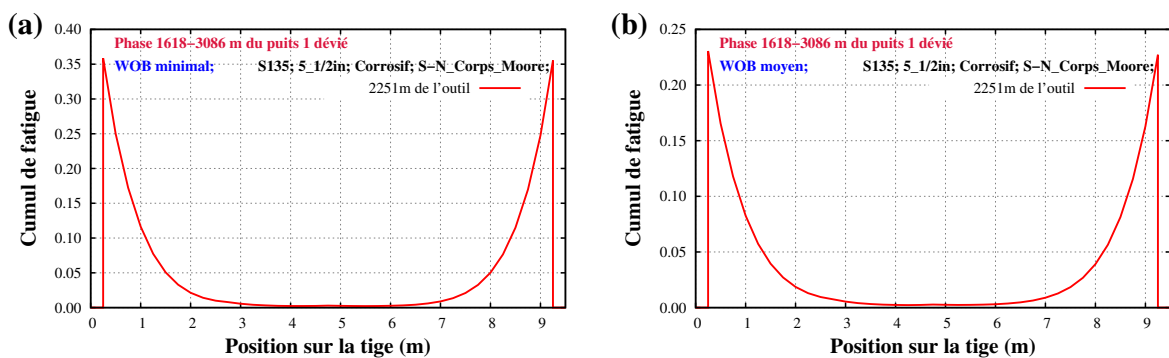 (a)
Phase 1618−3086 m du puits 1 dévié
WOB minimal; S135; 5_1/2in; Corrosif; S−N_Corps_Moore;
2251m de l’outil
Cumul de fatigue
0.40
0.35
0.30
0.25
0.20
0.15
0.10
0.05
0.00
0 1 2 3 4 5 6 7 8 9
Position sur la tige (m)
(b)
Phase 1618−3086 m du puits 1 dévié
WOB moyen; S135; 5_1/2in; Corrosif; S−N_Corps_Moore;
2251m de l’outil
Cumul de fatigue
0.25
0.20
0.15
0.10
0.05
0.00
0 1 2 3 4 5 6 7 8 9
Position sur la tige (m)